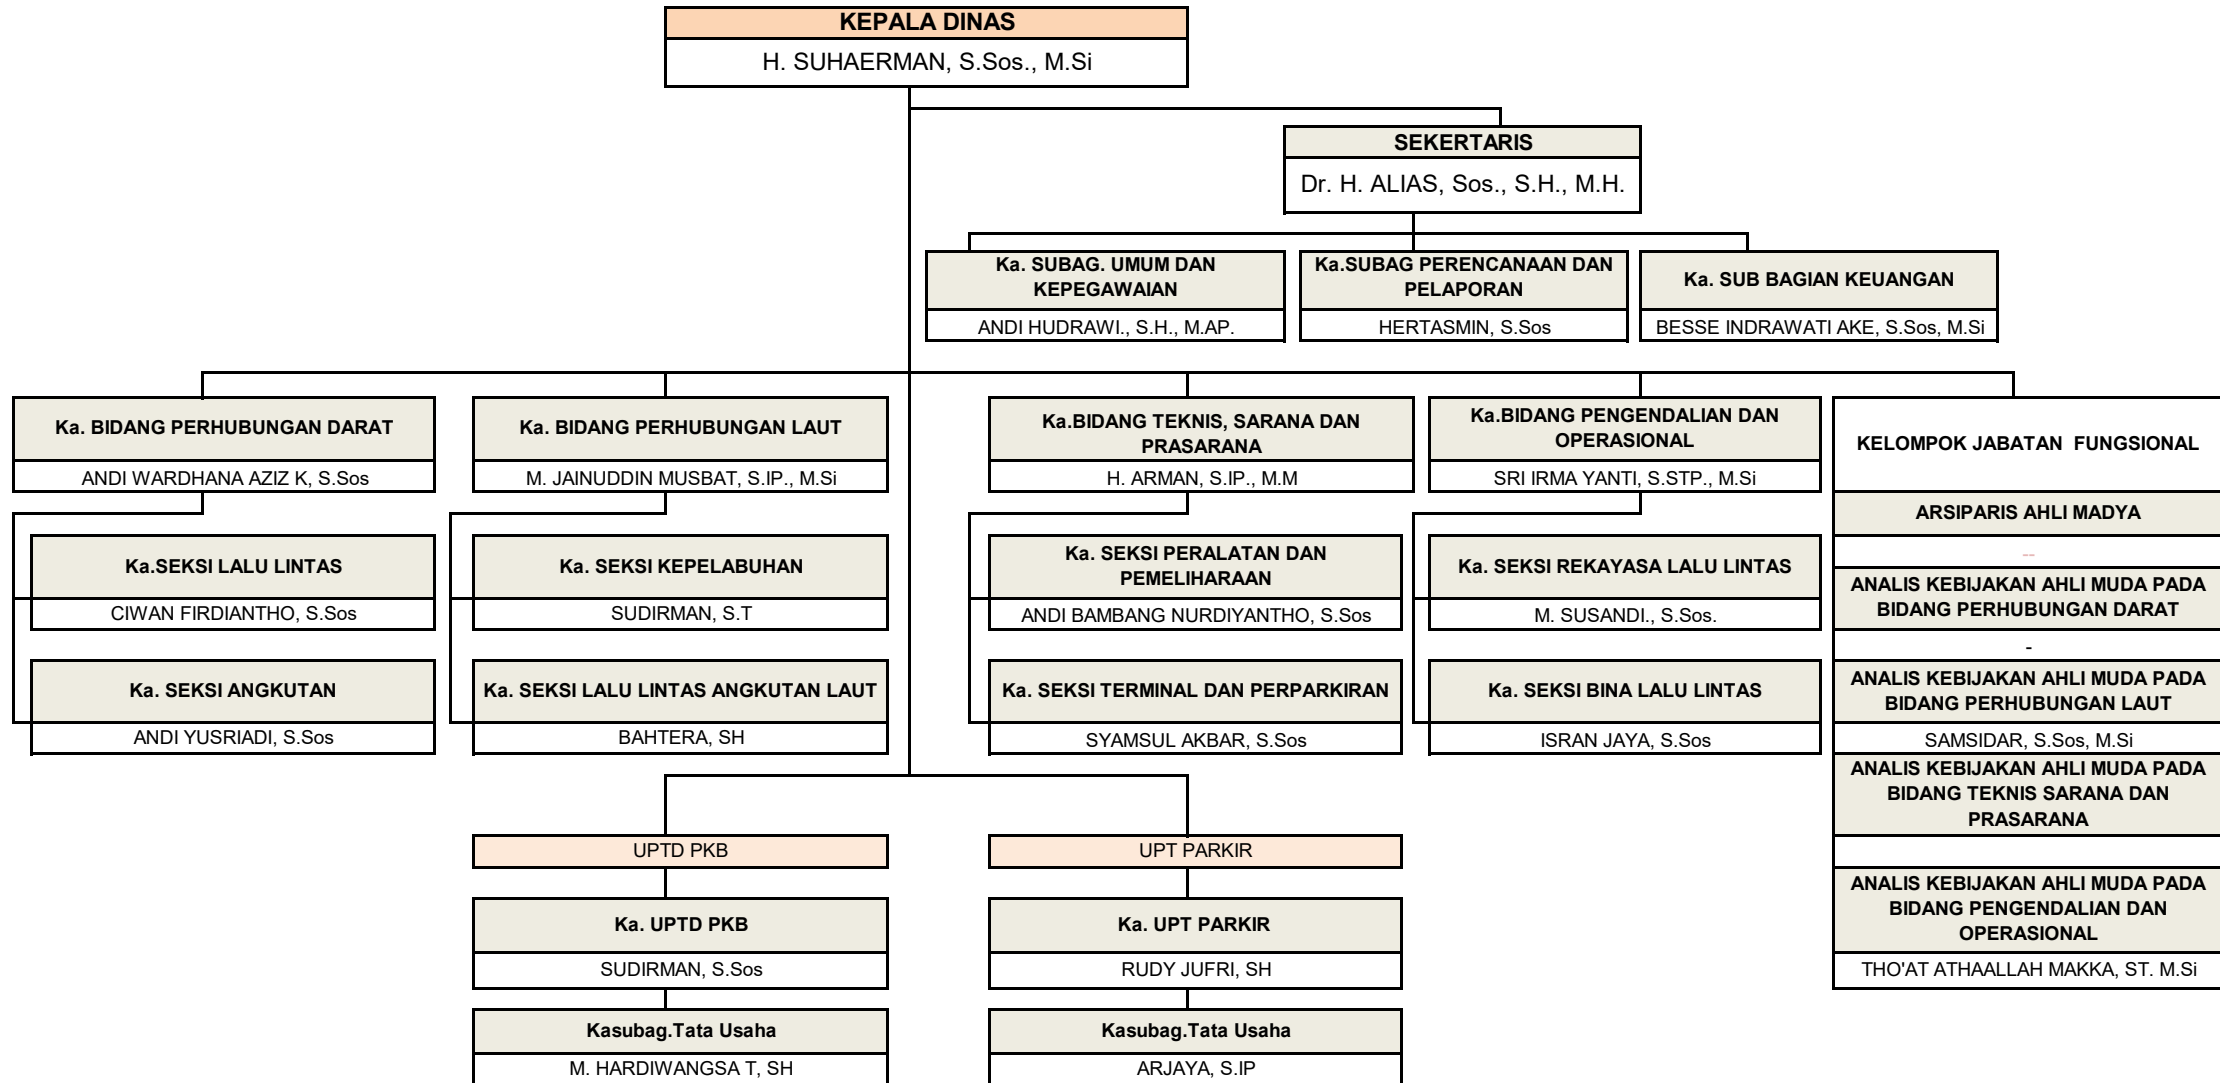 KEPALA DINAS
H. SUHAERMAN, S.Sos., M.Si
SEKERTARIS
Dr. H. ALIAS, Sos., S.H., M.H.
Ka. SUBAG. UMUM DAN
KEPEGAWAIAN
ANDI HUDRAWI., S.H., M.AP.
Ka.SUBAG PERENCANAAN DAN
PELAPORAN
HERTASMIN, S.Sos
Ka. SUB BAGIAN KEUANGAN
BESSE INDRAWATI AKE, S.Sos, M.Si
Ka. BIDANG PERHUBUNGAN DARAT
ANDI WARDHANA AZIZ K, S.Sos
Ka.SEKSI LALU LINTAS
CIWAN FIRDIANTHO, S.Sos
Ka. SEKSI ANGKUTAN
ANDI YUSRIADI, S.Sos
Ka. BIDANG PERHUBUNGAN LAUT
M. JAINUDDIN MUSBAT, S.IP., M.Si
Ka. SEKSI KEPELABUHAN
SUDIRMAN, S.T
Ka. SEKSI LALU LINTAS ANGKUTAN LAUT
BAHTERA, SH
Ka.BIDANG TEKNIS, SARANA DAN
PRASARANA
H. ARMAN, S.IP., M.M
Ka. SEKSI PERALATAN DAN
PEMELIHARAAN
ANDI BAMBANG NURDIYANTHO, S.Sos
Ka. SEKSI TERMINAL DAN PERPARKIRAN
SYAMSUL AKBAR, S.Sos
Ka.BIDANG PENGENDALIAN DAN
OPERASIONAL
SRI IRMA YANTI, S.STP., M.Si
Ka. SEKSI REKAYASA LALU LINTAS
M. SUSANDI., S.Sos.
Ka. SEKSI BINA LALU LINTAS
ISRAN JAYA, S.Sos
KELOMPOK JABATAN  FUNGSIONAL
ARSIPARIS AHLI MADYA
--
ANALIS KEBIJAKAN AHLI MUDA PADA
BIDANG PERHUBUNGAN DARAT
-
ANALIS KEBIJAKAN AHLI MUDA PADA
BIDANG PERHUBUNGAN LAUT
SAMSIDAR, S.Sos, M.Si
ANALIS KEBIJAKAN AHLI MUDA PADA
BIDANG TEKNIS SARANA DAN
PRASARANA
ANALIS KEBIJAKAN AHLI MUDA PADA
BIDANG PENGENDALIAN DAN
OPERASIONAL
THO'AT ATHAALLAH MAKKA, ST. M.Si
UPTD PKB
Ka. UPTD PKB
SUDIRMAN, S.Sos
Kasubag.Tata Usaha
M. HARDIWANGSA T, SH
UPT PARKIR
Ka. UPT PARKIR
RUDY JUFRI, SH
Kasubag.Tata Usaha
ARJAYA, S.IP